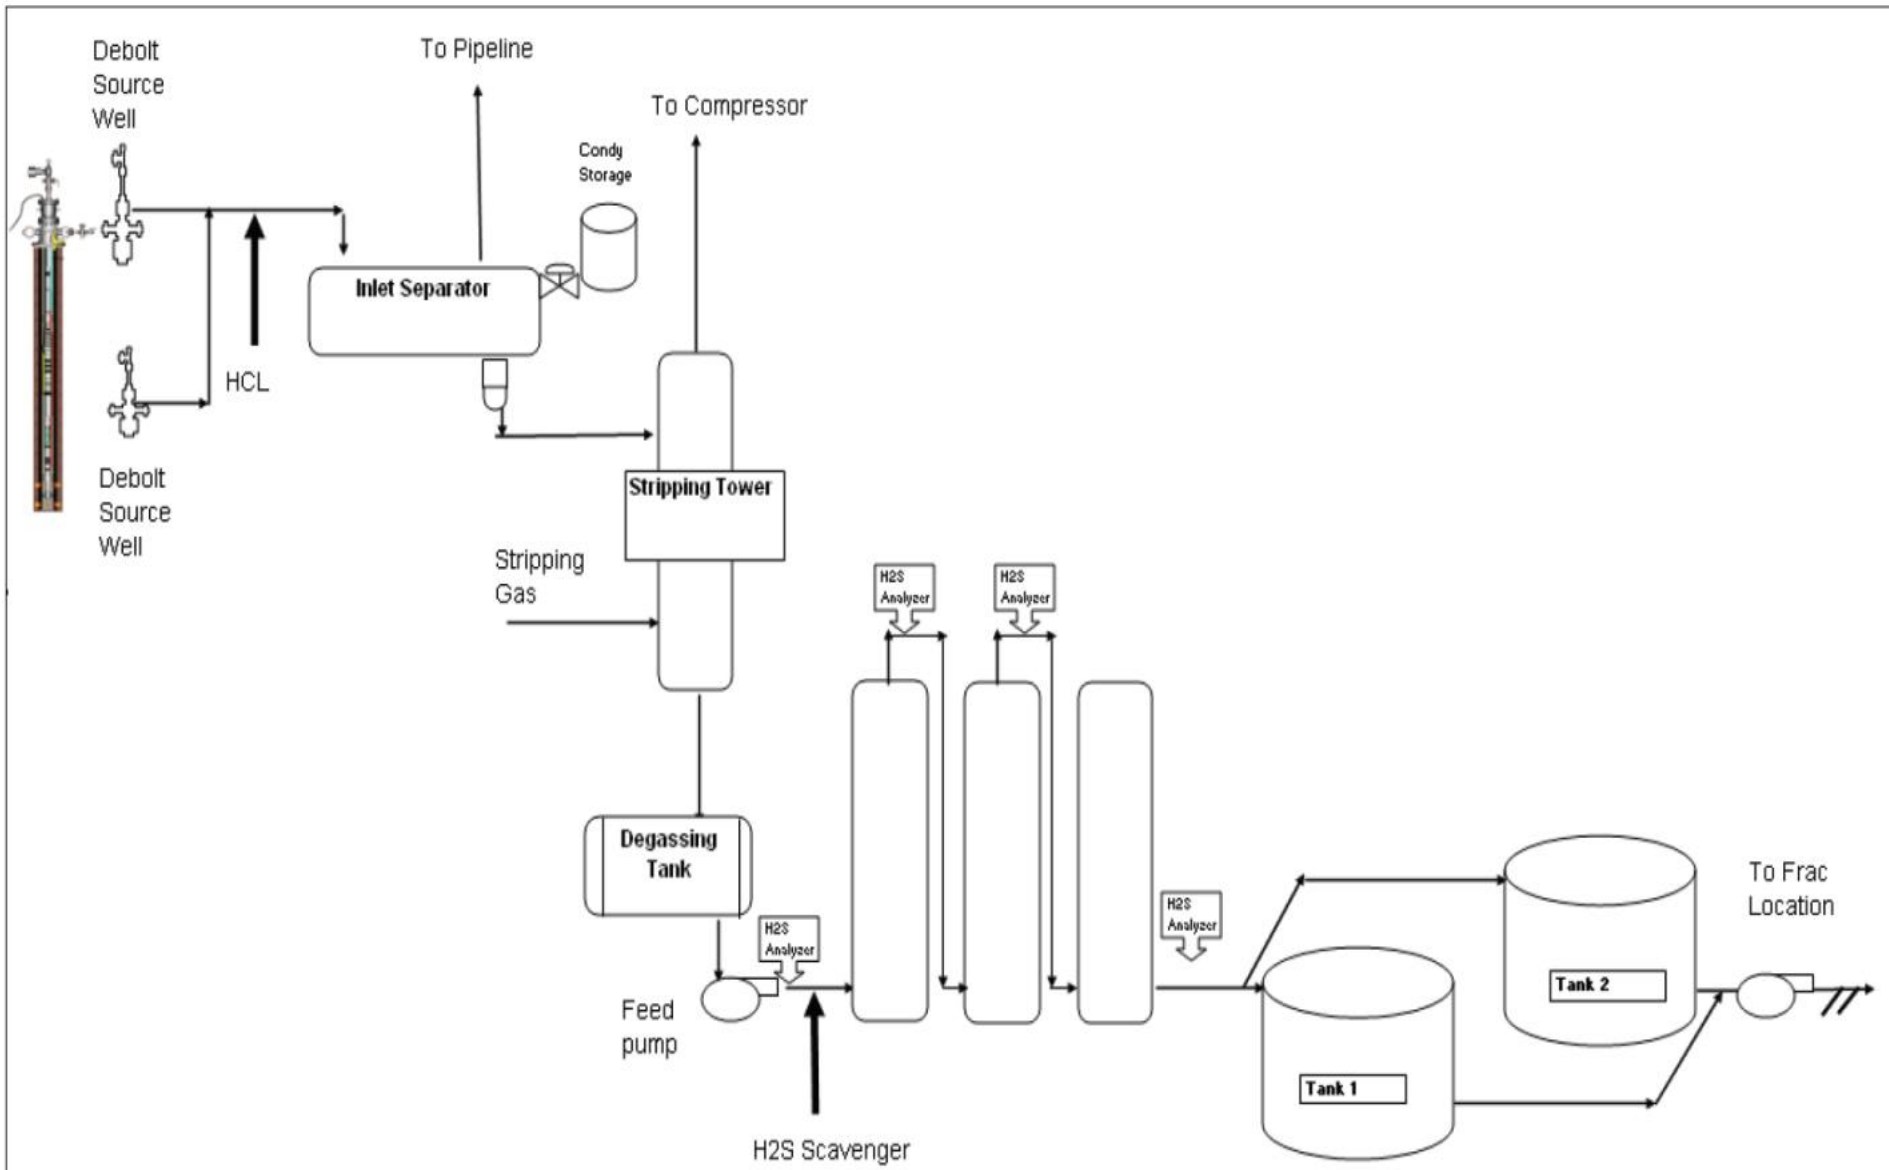 Debolt
Source
Well
To Pipeline
To Compressor
Condy
Storage
Inlet Separator
HCL
Debolt
Source
Well
Stripping Tower
Stripping
Gas
H2S
Analyzer
H2S
Analyzer
Degassing
Tank
H2S
Analyzer
Feed
pump
H2S Scavenger
H2S
Analyzer
To Frac
Location
Tank 2
Tank 1